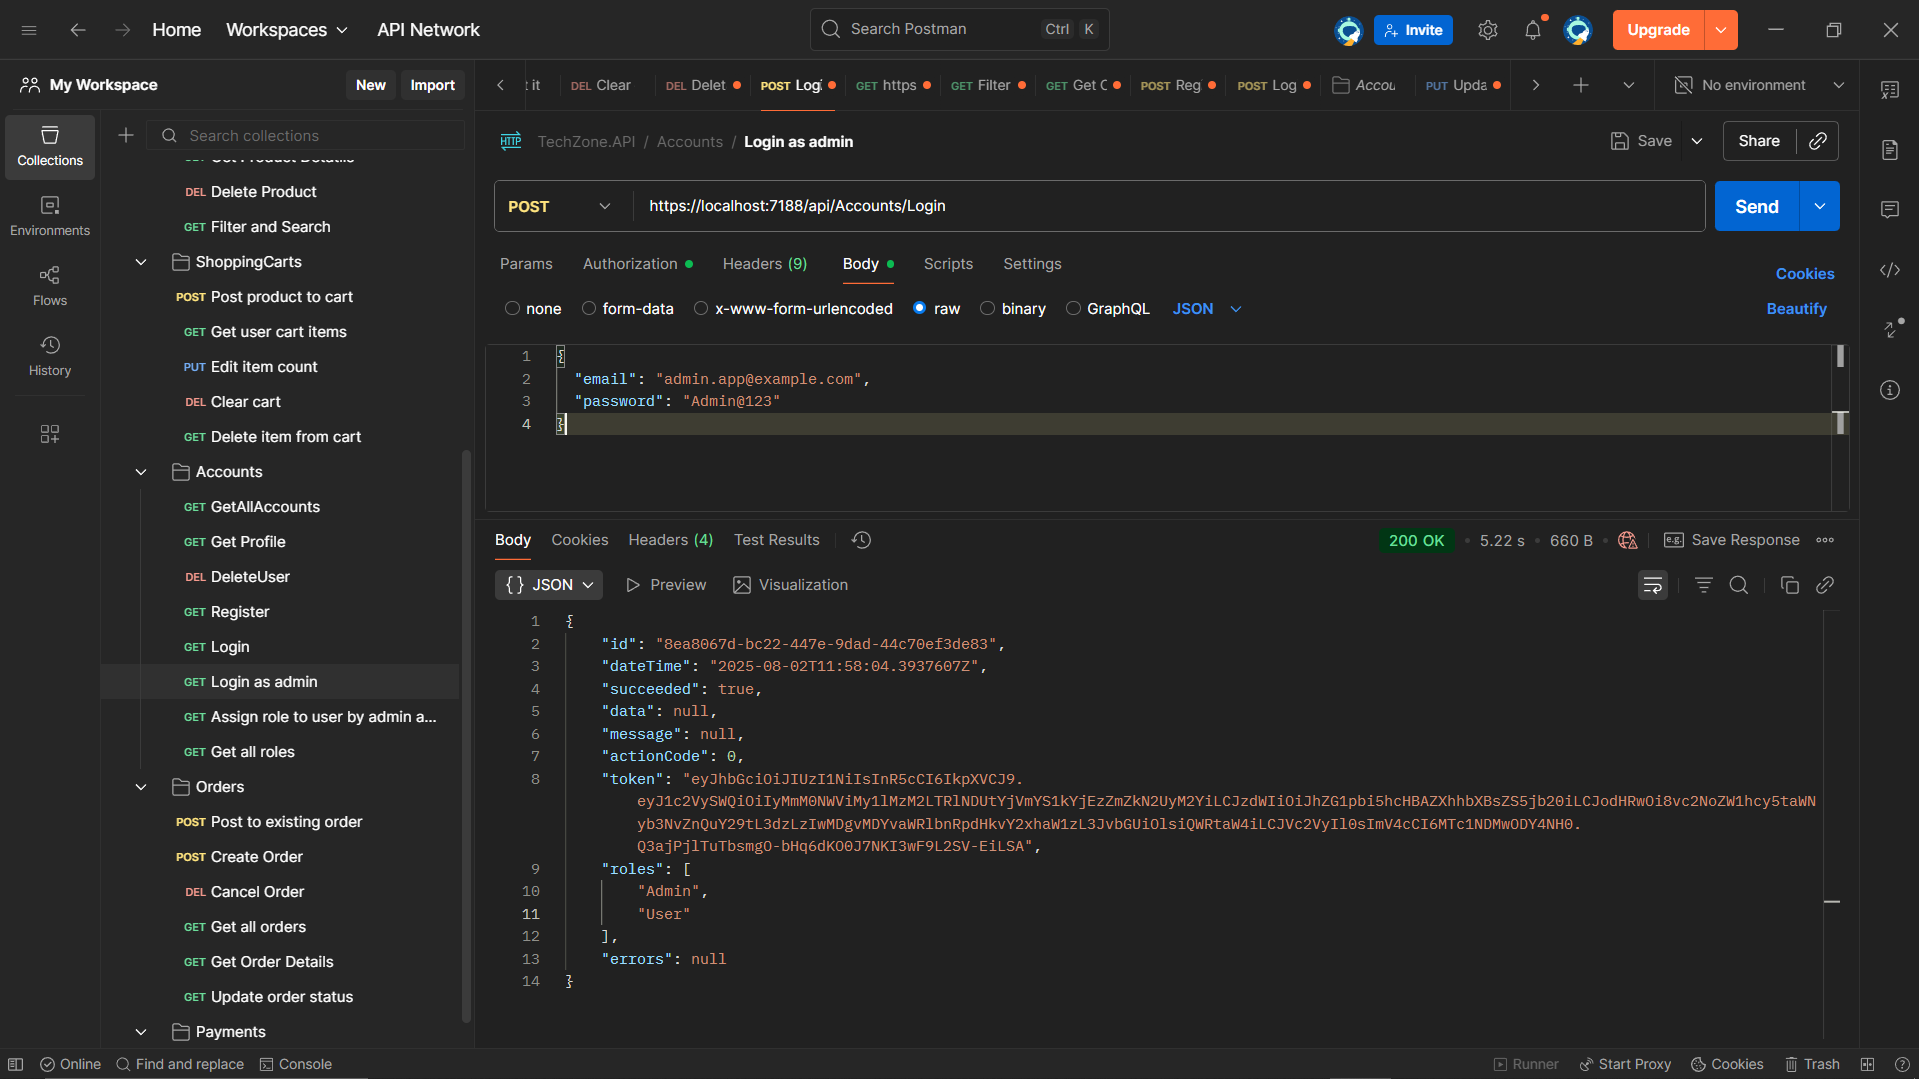 Home
Workspaces
API Network
Search Postman
Ctrl K
Invite
Upgrade
My Workspace
New
Import
t it
DEL Clear
DEL Delet
POST Logi
GET https
GET Filter
GET Get C
POST Reg
POST Log
Accou
PUT Upda
No environment
Collections
Environments
Flows
History
Search collections
GET Get Product Details
DEL Delete Product
GET Filter and Search
ShoppingCarts
POST Post product to cart
GET Get user cart items
PUT Edit item count
DEL Clear cart
GET Delete item from cart
Accounts
GET GetAllAccounts
GET Get Profile
DEL DeleteUser
GET Register
GET Login
GET Login as admin
GET Assign role to user by admin a...
GET Get all roles
Orders
POST Post to existing order
POST Create Order
DEL Cancel Order
GET Get all orders
GET Get Order Details
GET Update order status
Payments
HTTP TechZone.API / Accounts / Login as admin
Save
Share
POST https://localhost:7188/api/Accounts/Login
Send
Params Authorization Headers (9) Body Scripts Settings
Cookies
none form-data x-www-form-urlencoded raw binary GraphQL JSON
Beautify
1 {
2 "email": "admin.app@example.com",
3 "password": "Admin@123"
4 }
Body Cookies Headers (4) Test Results
200 OK • 5.22 s • 660 B
e.g. Save Response
{} JSON Preview Visualization
1 {
2 "id": "8ea8067d-bc22-447e-9dad-44c70ef3de83",
3 "dateTime": "2025-08-02T11:58:04.3937607Z",
4 "succeeded": true,
5 "data": null,
6 "message": null,
7 "actionCode": 0,
8 "token": "eyJhbGciOiJIUzI1NiIsInR5cCI6IkpXVCJ9.
eyJ1c2VySWQiOiIyMmM0NWViMy1lMzM2LTRlNDUtYjVmYS1kYjEzZmZkN2UyM2YiLCJzdWIiOiJhZG1pbi5hcHBAZXhhbXBsZS5jb20iLCJodHRwOi8vc2NoZW1hcy5taWN
yb3NvZnQuY29tL3dzLzIwMDgvMDYvaWRlbnRpdHkvY2xhaW1zL3JvbGUiOlsiQWRtaW4iLCJVc2VyIl0sImV4cCI6MTc1NDMwODY4NH0.
Q3ajPjlTuTbsmgO-bHq6dKO0J7NKI3wF9L2SV-EiLSA",
9 "roles": [
10 "Admin",
11 "User"
12 ],
13 "errors": null
14 }
Online
Find and replace
Console
Runner
Start Proxy
Cookies
Trash